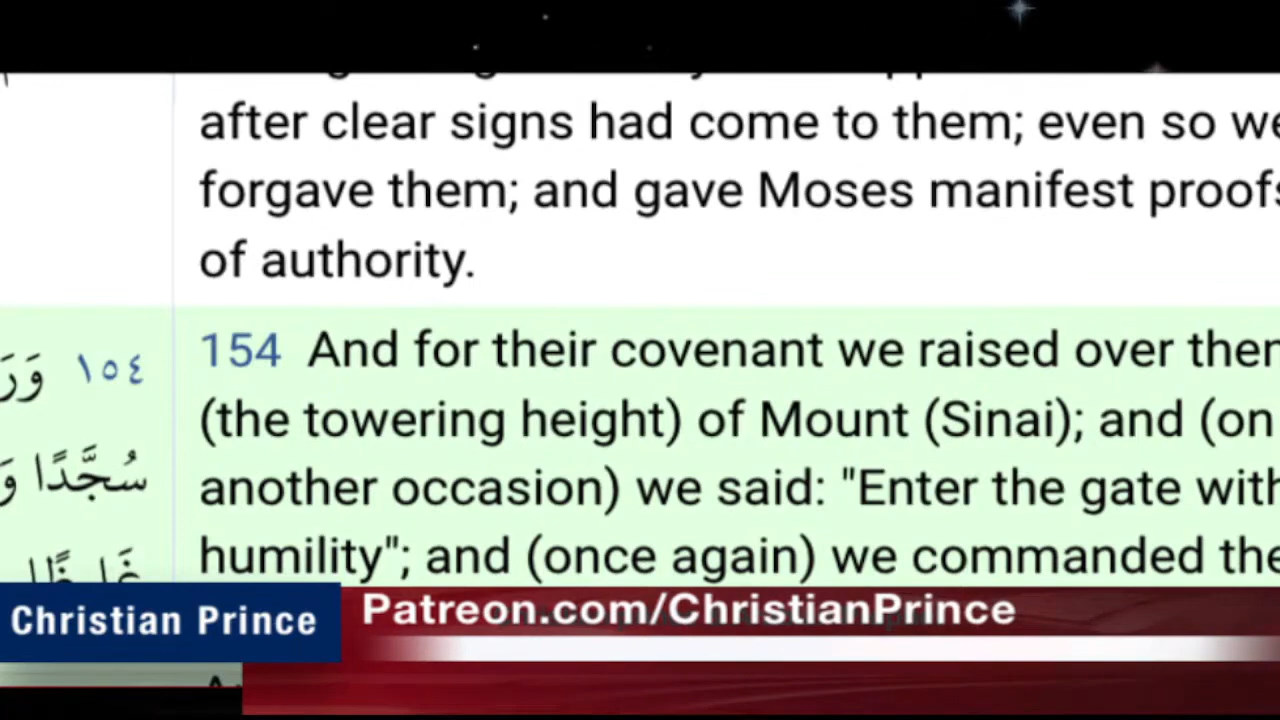 after clear signs had come to them; even so we
forgave them; and gave Moses manifest proofs
of authority.
١٥٤ وَرَ
154 And for their covenant we raised over them
(the towering height) of Mount (Sinai); and (on
سُجَّدًا وَ
another occasion) we said: "Enter the gate with
humility"; and (once again) we commanded the
Christian Prince
Patreon.com/ChristianPrince